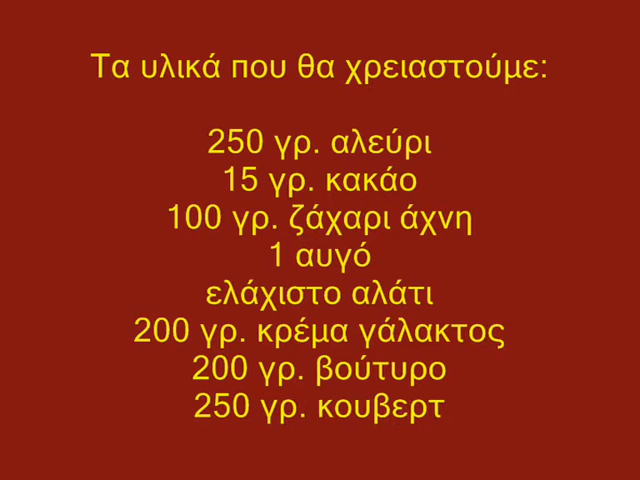 Τα υλικά που θα χρειαστούμε:
250 γρ. αλεύρι
15 γρ. κακάο
100 γρ. ζάχαρι άχνη
1 αυγό
ελάχιστο αλάτι
200 γρ. κρέμα γάλακτος
200 γρ. βούτυρο
250 γρ. κουβερτ